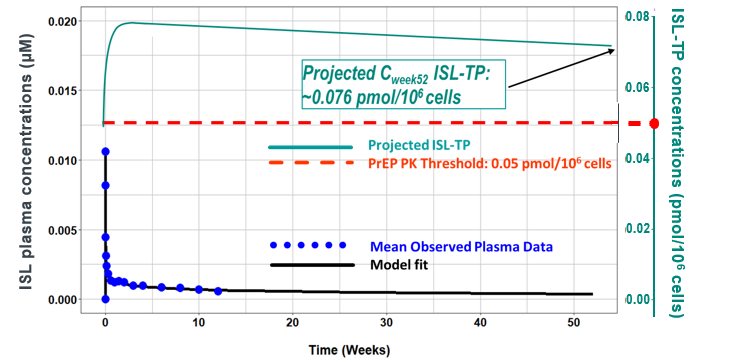 ISL plasma concentrations (µM)
0.020
0.015
0.010
0.005
0.000
0
10
20
30
40
50
Time (Weeks)
Projected Cweek52 ISL-TP:
~0.076 pmol/10⁶ cells
Projected ISL-TP
PrEP PK Threshold: 0.05 pmol/10⁶ cells
Mean Observed Plasma Data
Model fit
0.08
0.06
0.04
0.02
0.00
ISL-TP concentrations (pmol/10⁶ cells)